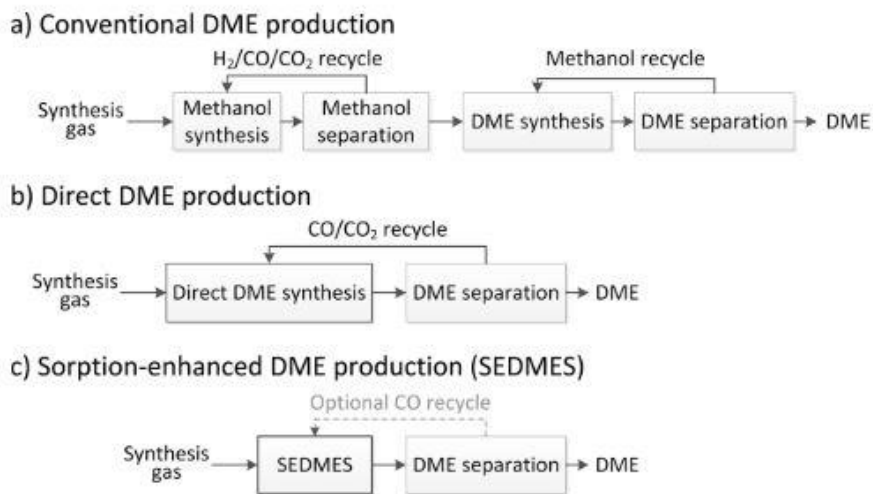 a) Conventional DME production
H₂/CO/CO₂ recycle
Methanol recycle
Synthesis
gas
Methanol
synthesis
Methanol
separation
DME synthesis
DME separation
DME
b) Direct DME production
CO/CO₂ recycle
Synthesis
gas
Direct DME synthesis
DME separation
DME
c) Sorption-enhanced DME production (SEDMES)
Optional CO recycle
Synthesis
gas
SEDMES
DME separation
DME